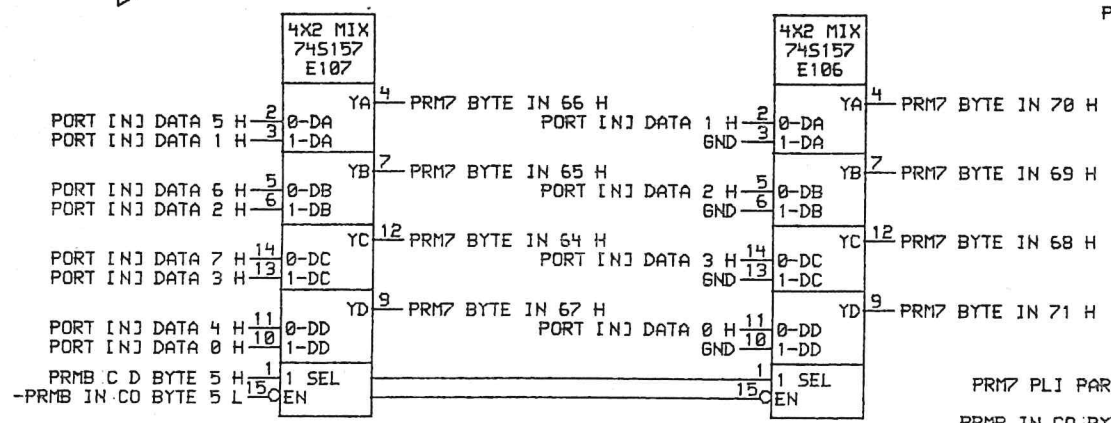 P
4X2 MIX
74S157
E107
YA 4 PRM7 BYTE IN 66 H
PORT [N] DATA 5 H 2 0-DA
PORT [N] DATA 1 H 3 1-DA
YB 7 PRM7 BYTE IN 65 H
PORT [N] DATA 6 H 5 0-DB
PORT [N] DATA 2 H 6 1-DB
YC 12 PRM7 BYTE IN 64 H
PORT [N] DATA 7 H 14 0-DC
PORT [N] DATA 3 H 13 1-DC
YD 9 PRM7 BYTE IN 67 H
PORT [N] DATA 4 H 11 0-DD
PORT [N] DATA 0 H 10 1-DD
PRMB C D BYTE 5 H 1 1 SEL
-PRMB IN CO BYTE 5 L 15 EN
4X2 MIX
74S157
E106
YA 4 PRM7 BYTE IN 70 H
PORT [N] DATA 1 H 2 0-DA
GND 3 1-DA
YB 7 PRM7 BYTE IN 69 H
PORT [N] DATA 2 H 5 0-DB
GND 6 1-DB
YC 12 PRM7 BYTE IN 68 H
PORT [N] DATA 3 H 14 0-DC
GND 13 1-DC
YD 9 PRM7 BYTE IN 71 H
PORT [N] DATA 0 H 11 0-DD
GND 10 1-DD
1 1 SEL
15 EN
PRM7 PLI PAR
PRMB IN CO BY